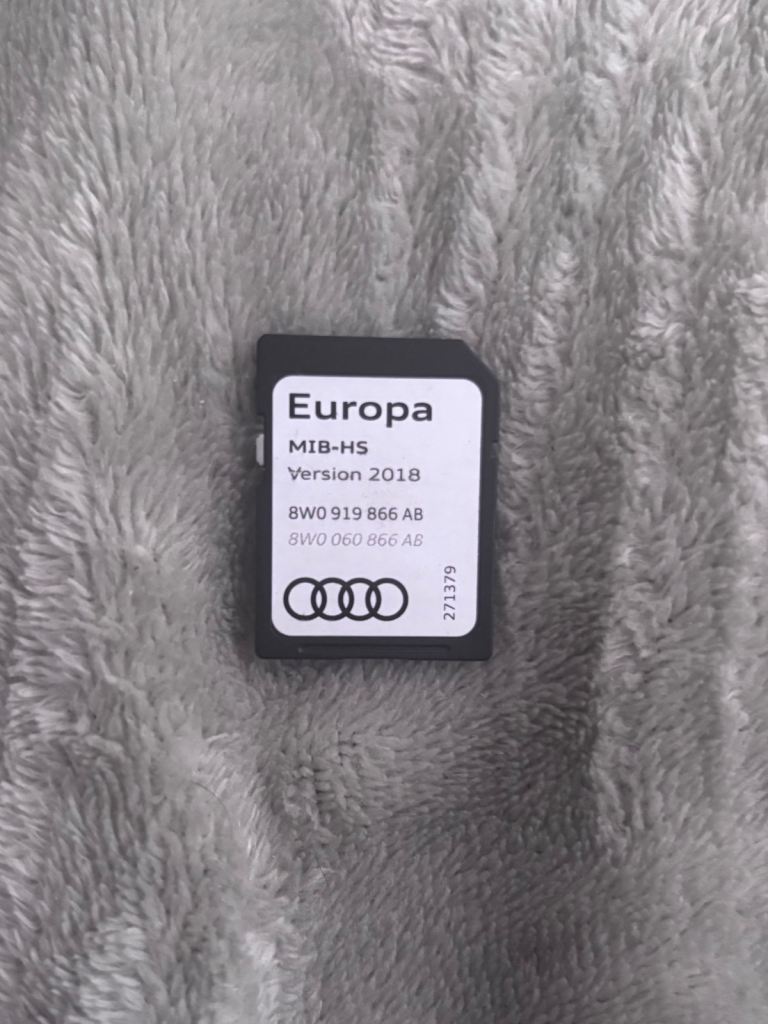 Europa
MIB-HS
Version 2018
8W0 919 866 AB
8W0 060 866 AB
271379